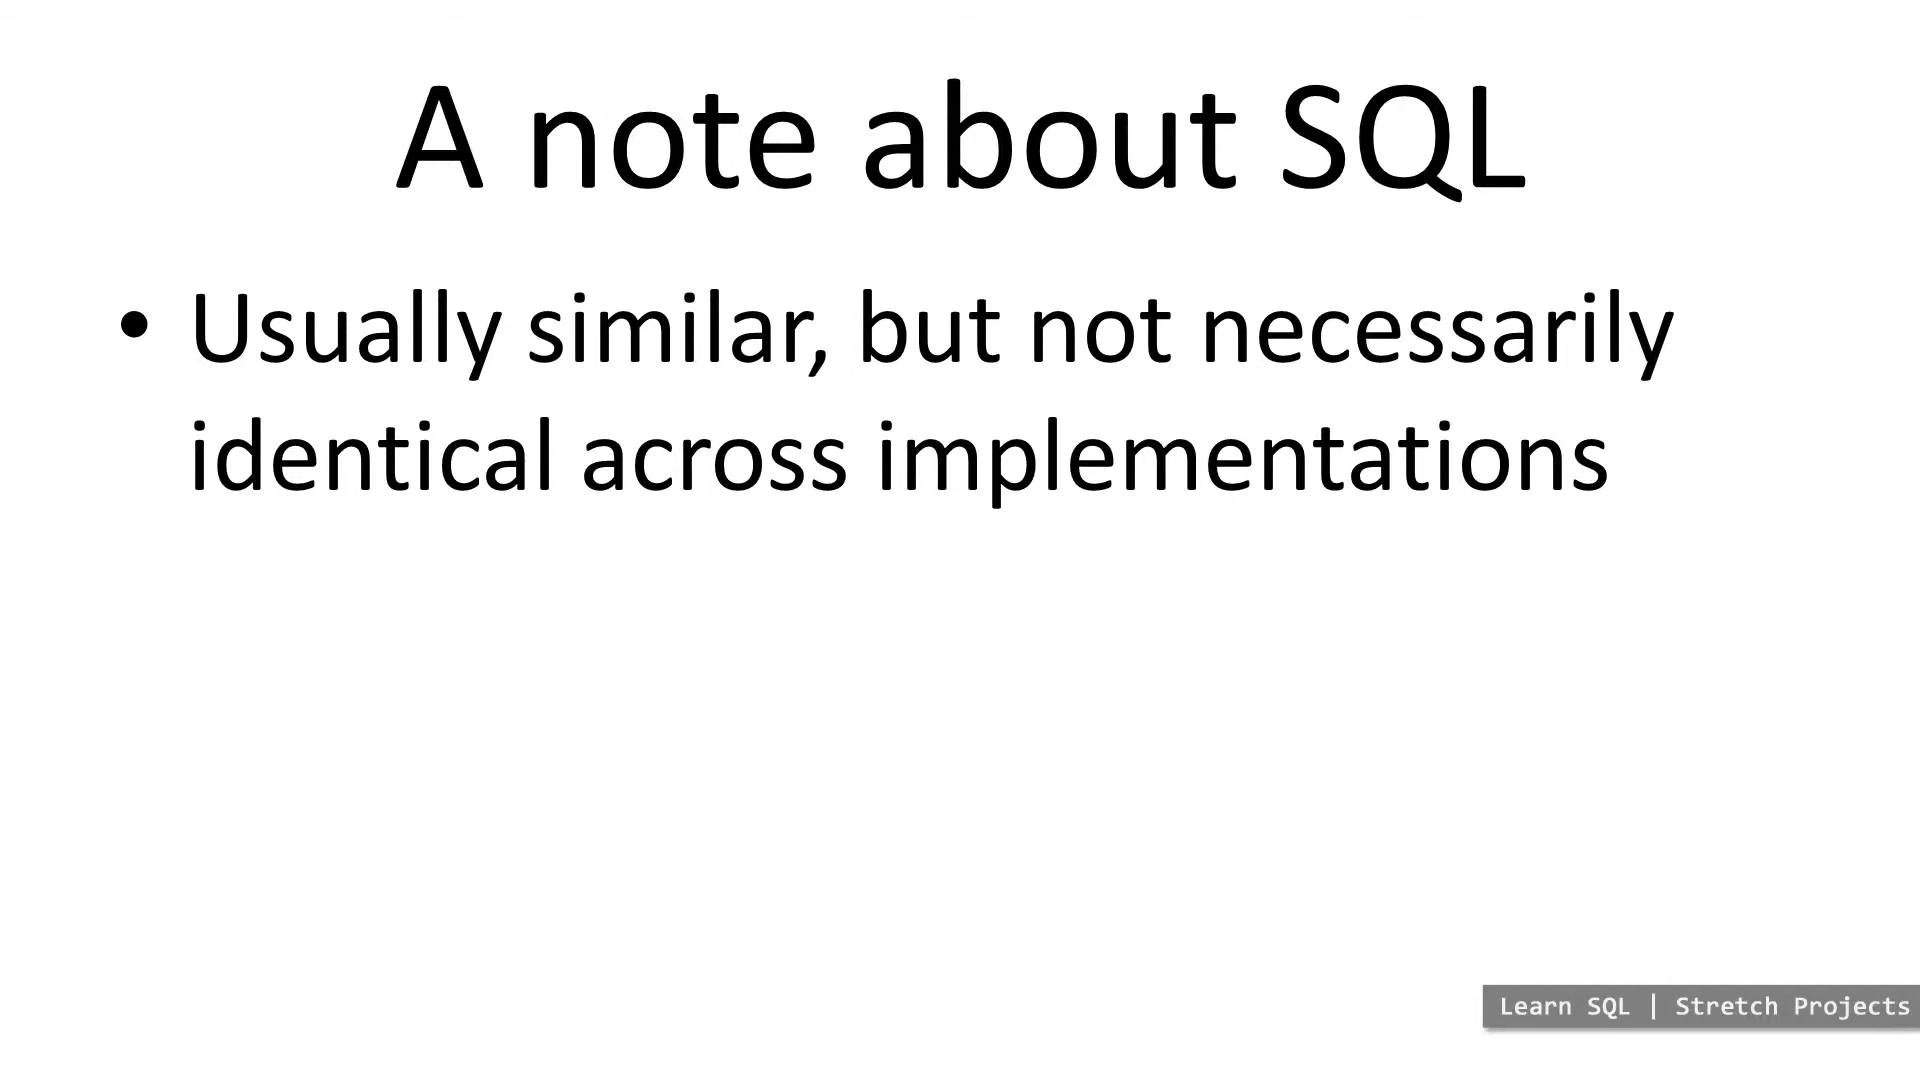 A note about SQL
• Usually similar, but not necessarily
identical across implementations
Learn SQL | Stretch Projects